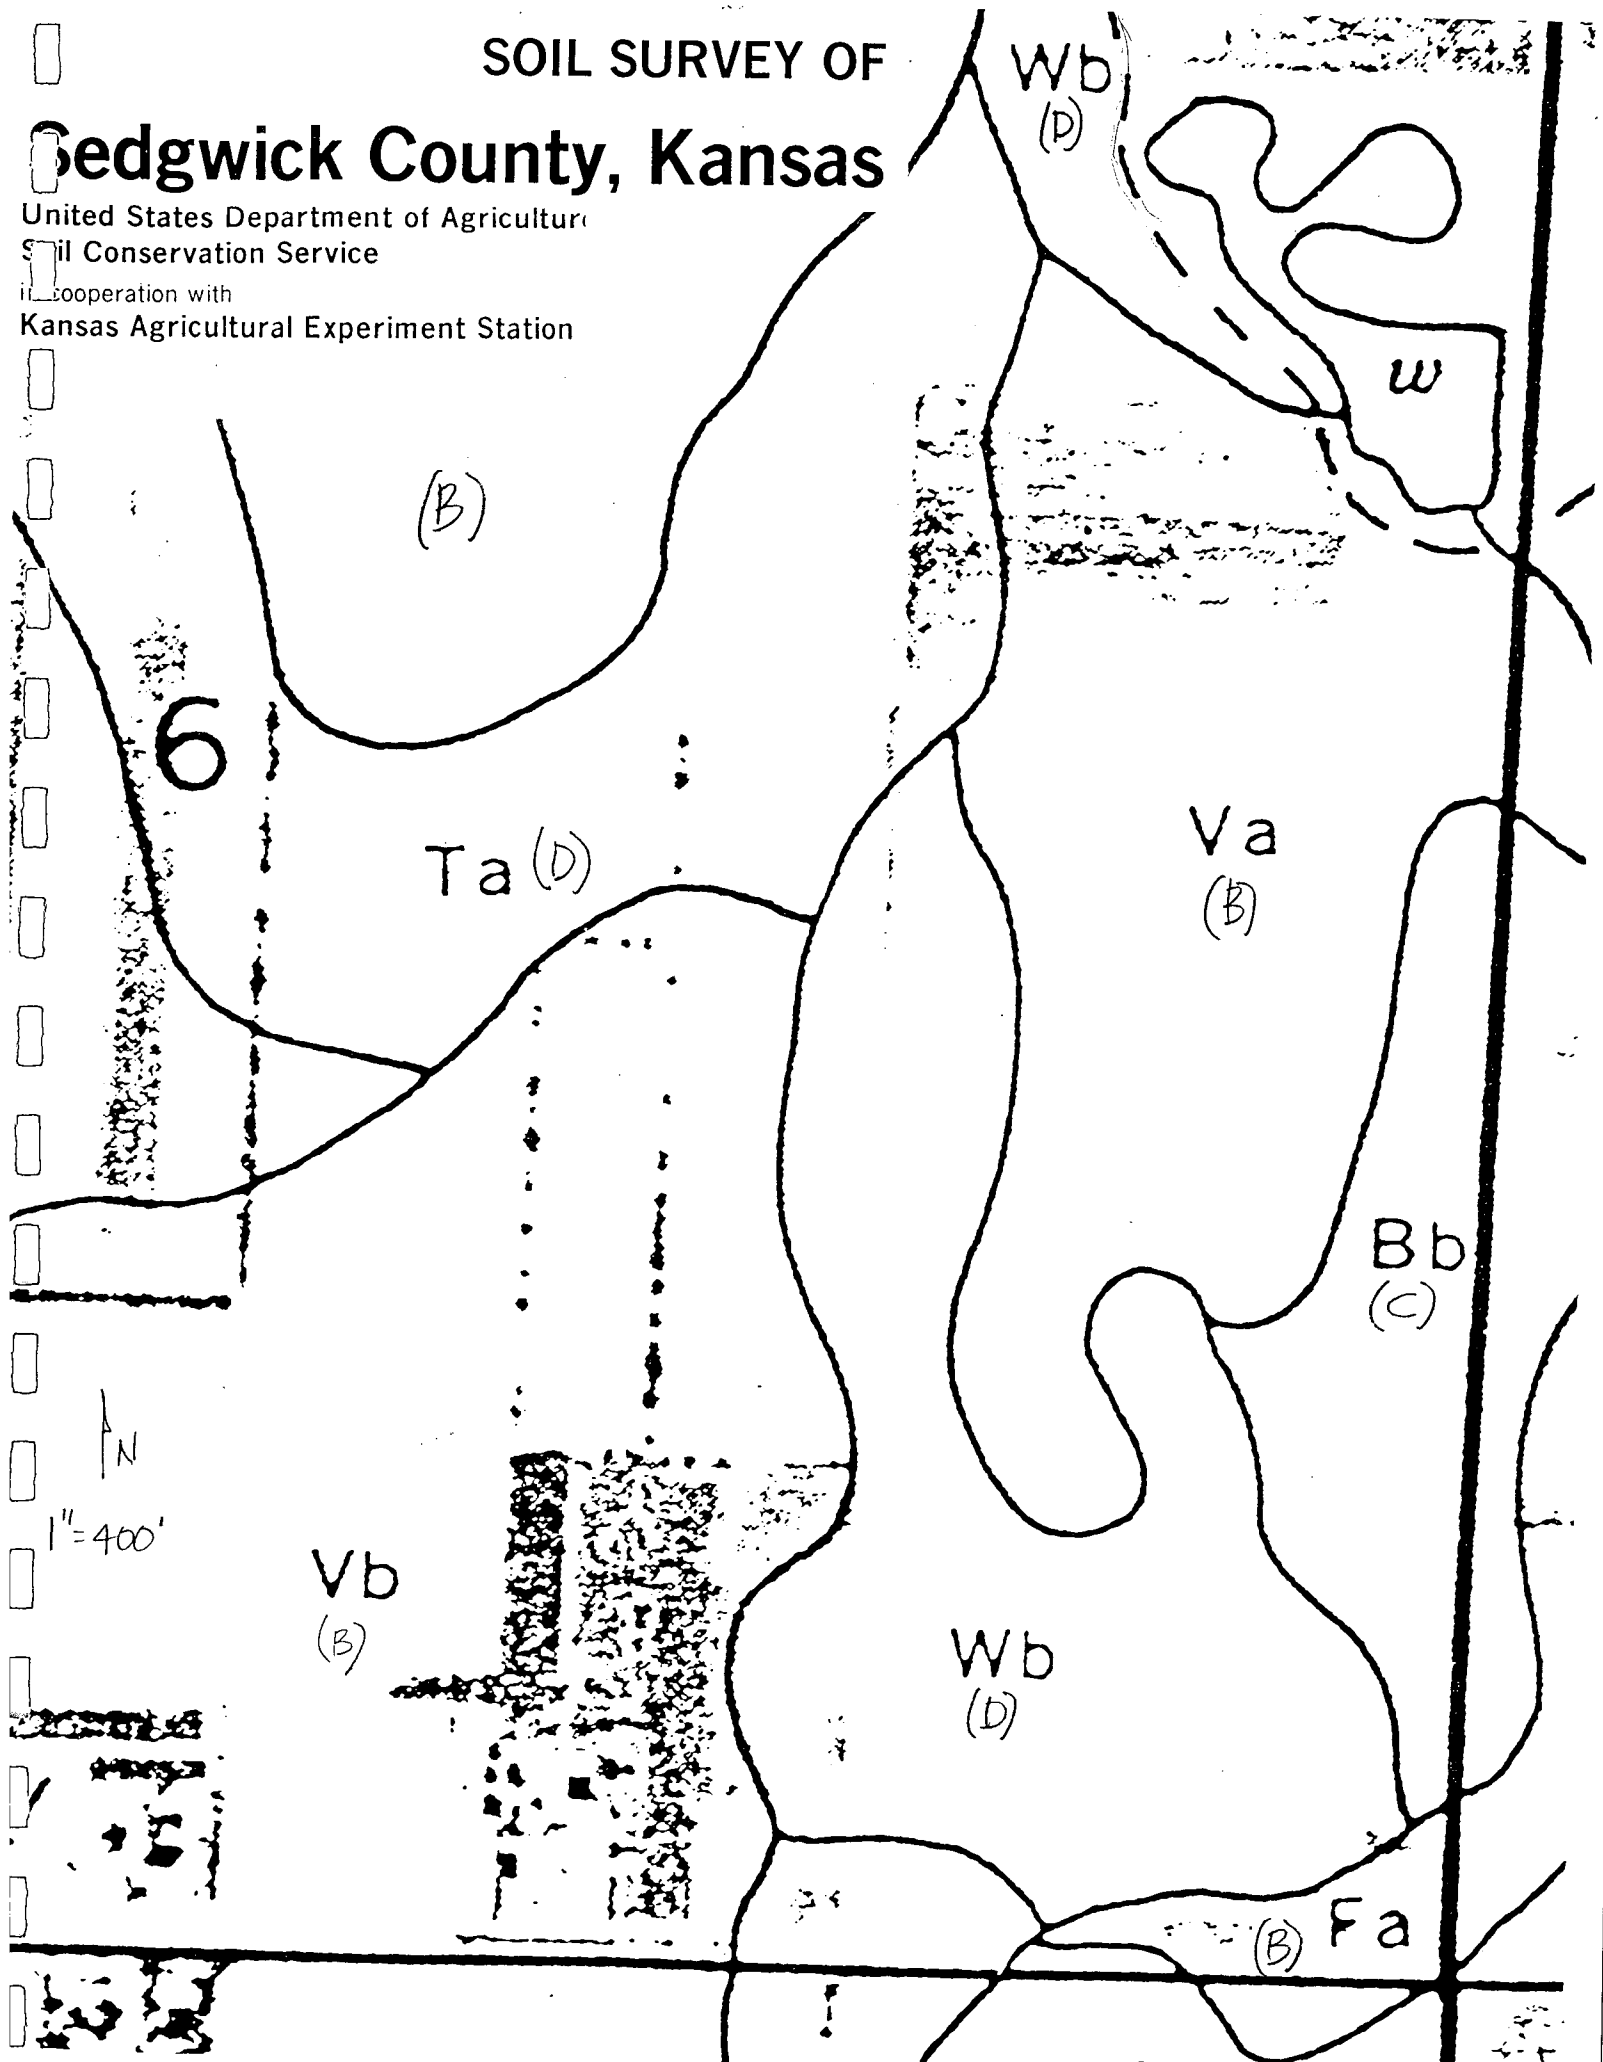 SOIL SURVEY OF
Sedgwick County, Kansas
United States Department of Agriculture
Soil Conservation Service
in cooperation with
Kansas Agricultural Experiment Station
Wb
(D)
w
(B)
6
Ta (D)
Va
(B)
Bb
(C)
N
1"=400'
Vb
(B)
Wb
(D)
(B) Fa